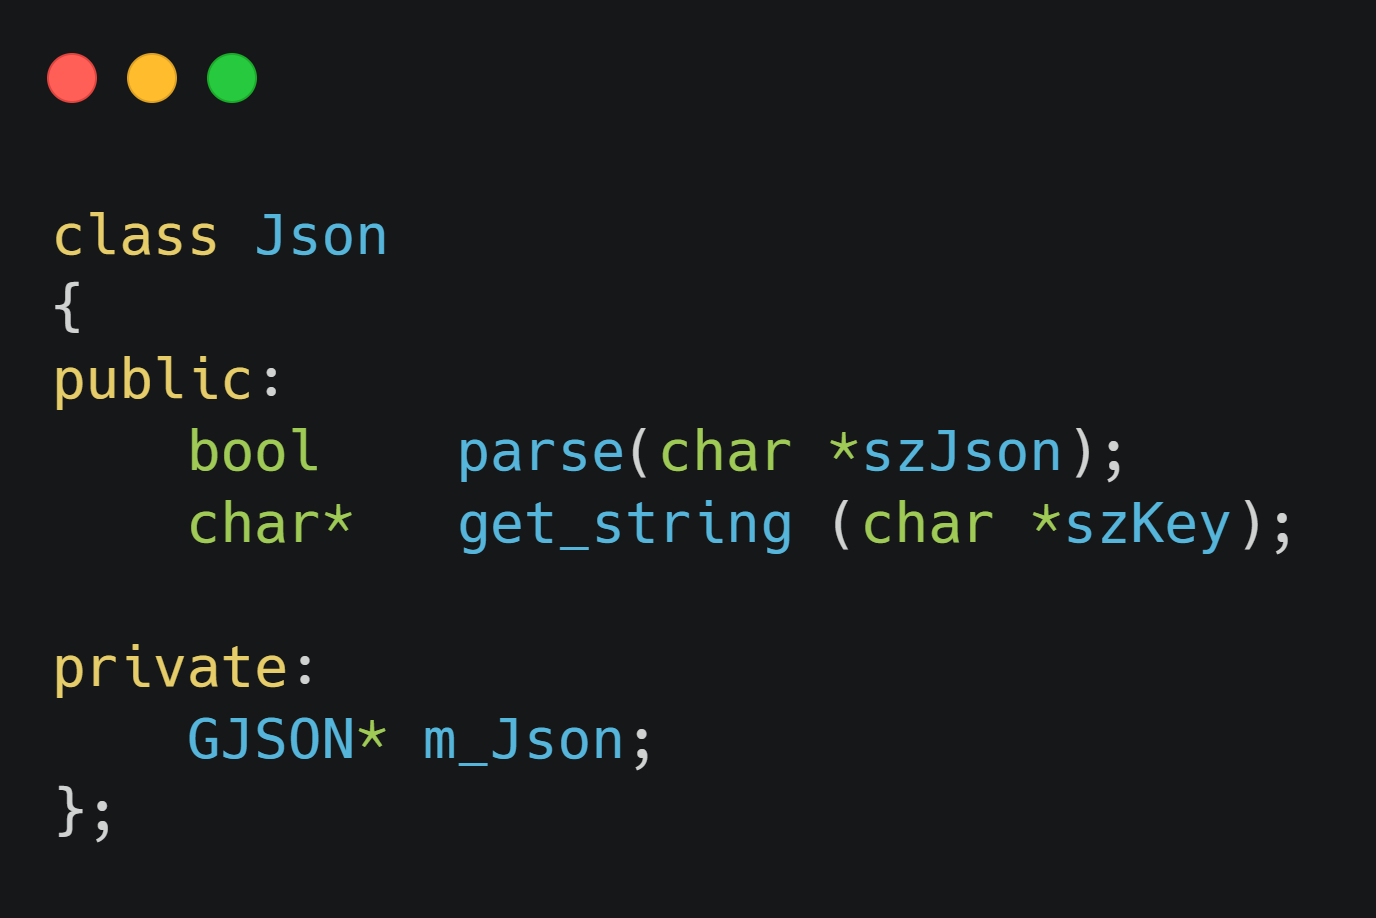 class Json
{
public:
    bool    parse(char *szJson);
    char*   get_string (char *szKey);

private:
    GJSON* m_Json;
};